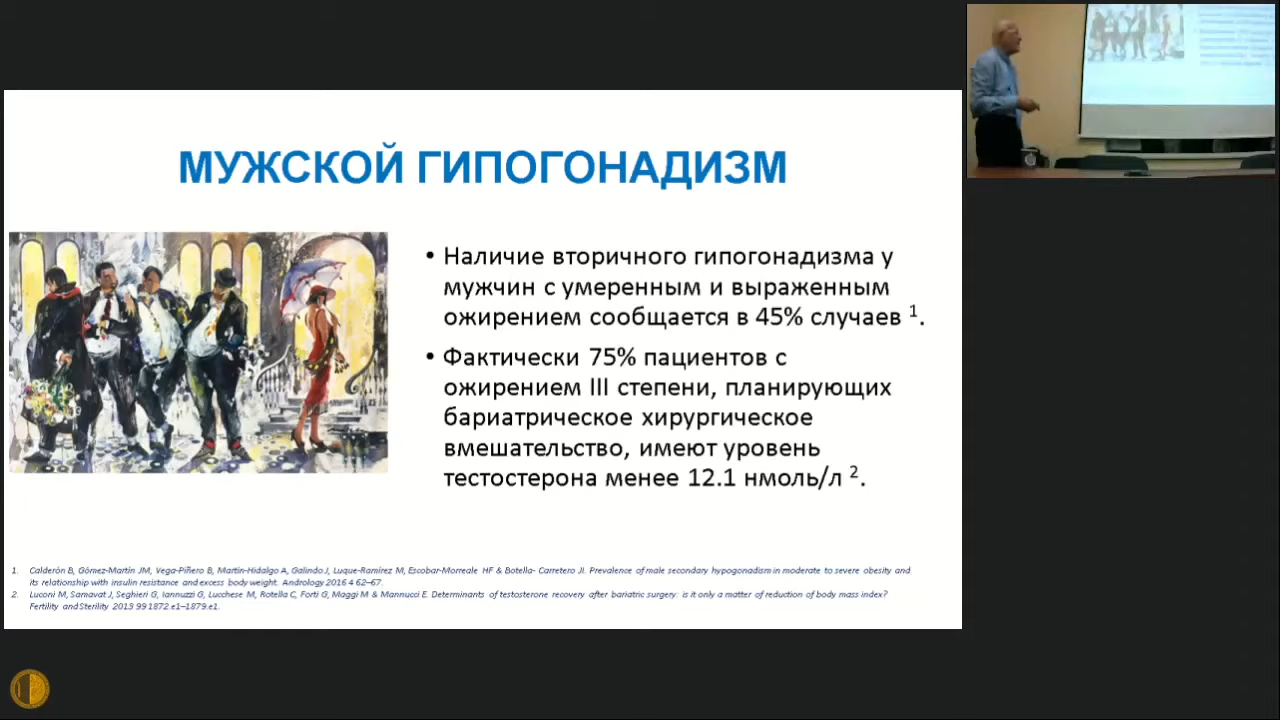 МУЖСКОЙ ГИПОГОНАДИЗМ
• Наличие вторичного гипогонадизма у
мужчин с умеренным и выраженным
ожирением сообщается в 45% случаев ¹.
• Фактически 75% пациентов с
ожирением III степени, планирующих
бариатрическое хирургическое
вмешательство, имеют уровень
тестостерона менее 12.1 нмоль/л ².
1. Calderón B, Gómez-Martín JM, Vega-Piñero B, Martín-Hidalgo A, Galindo J, Luque-Ramírez M, Escobar-Morreale HF & Botella- Carretero JI. Prevalence of male secondary hypogonadism in moderate to severe obesity and
its relationship with insulin resistance and excess body weight. Andrology 2016 4 62–67.
2. Luconi M, Samavat J, Seghieri G, Iannuzzi G, Lucchese M, Rotella C, Forti G, Maggi M & Mannucci E. Determinants of testosterone recovery after bariatric surgery: is it only a matter of reduction of body mass index?
Fertility and Sterility 2013 99 1872.e1–1879.e1.